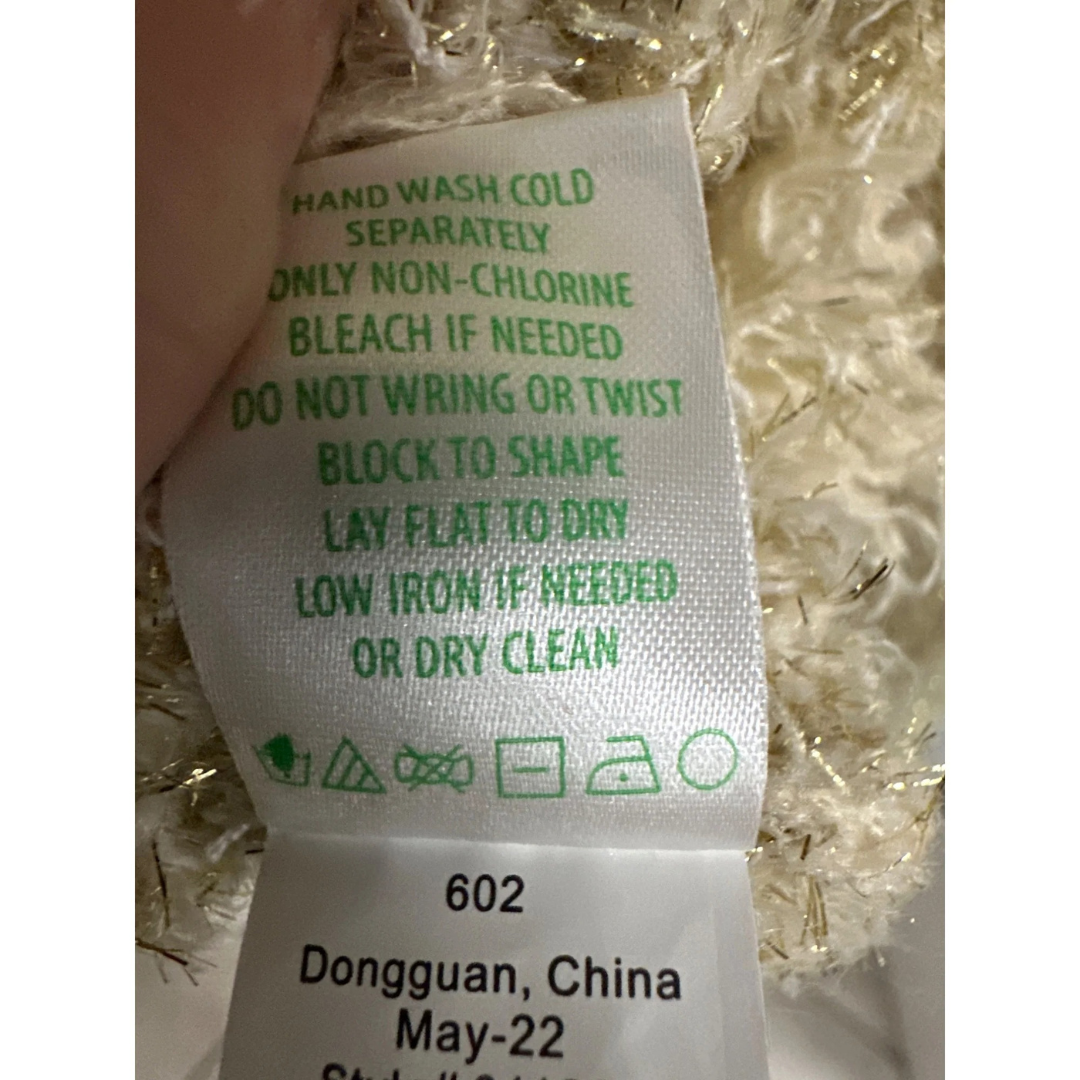 HAND WASH COLD
SEPARATELY
ONLY NON-CHLORINE
BLEACH IF NEEDED
DO NOT WRING OR TWIST
BLOCK TO SHAPE
LAY FLAT TO DRY
LOW IRON IF NEEDED
OR DRY CLEAN
602
Dongguan, China
May-22
Style #